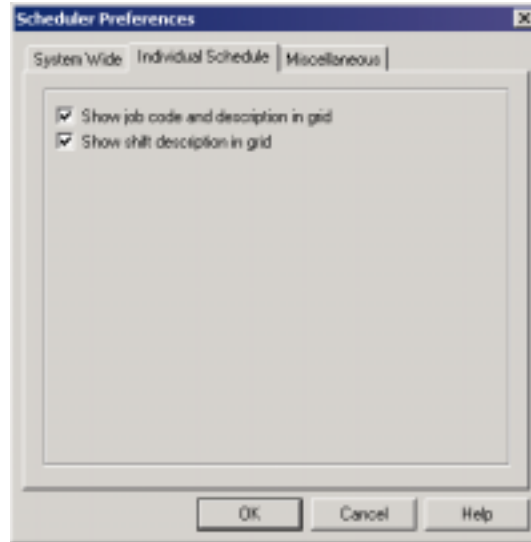 Scheduler Preferences
System Wide Individual Schedule Miscellaneous
Show job code and description in grid
Show shift description in grid
OK Cancel Help